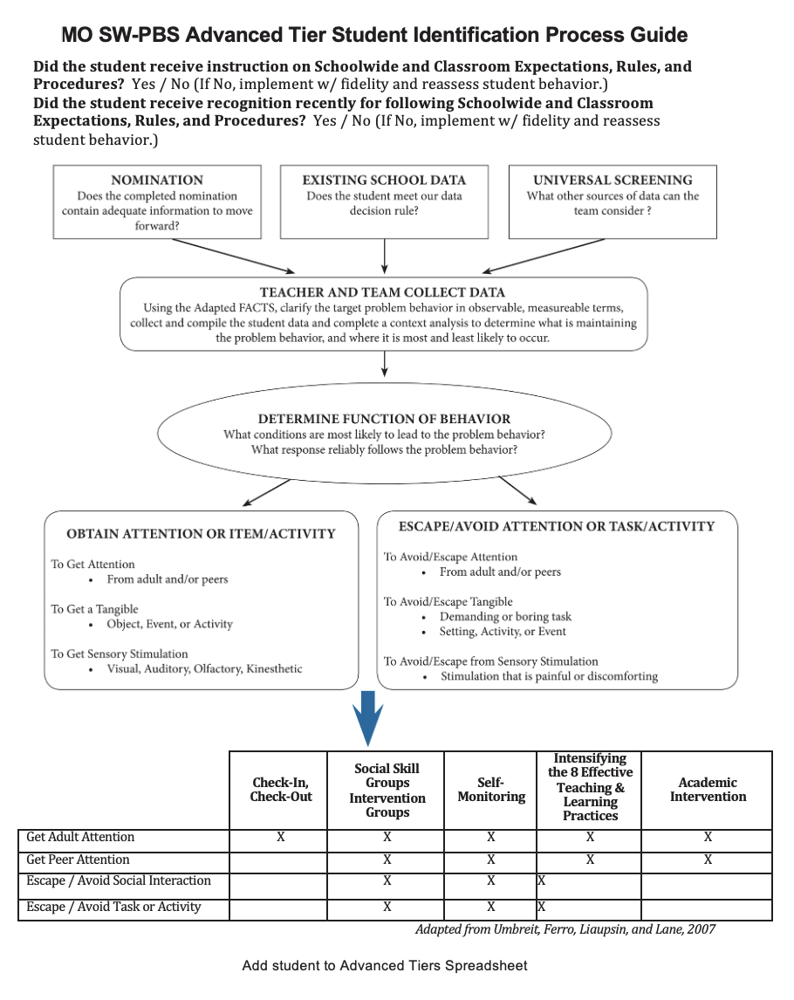 MO SW-PBS Advanced Tier Student Identification Process Guide
Did the student receive instruction on Schoolwide and Classroom Expectations, Rules, and
Procedures? Yes / No (If No, implement w/ fidelity and reassess student behavior.)
Did the student receive recognition recently for following Schoolwide and Classroom
Expectations, Rules, and Procedures? Yes / No (If No, implement w/ fidelity and reassess
student behavior.)
NOMINATION
Does the completed nomination
contain adequate information to move
forward?
EXISTING SCHOOL DATA
Does the student meet our data
decision rule?
UNIVERSAL SCREENING
What other sources of data can the
team consider ?
TEACHER AND TEAM COLLECT DATA
Using the Adapted FACTS, clarify the target problem behavior in observable, measureable terms,
collect and compile the student data and complete a context analysis to determine what is maintaining
the problem behavior, and where it is most and least likely to occur.
DETERMINE FUNCTION OF BEHAVIOR
What conditions are most likely to lead to the problem behavior?
What response reliably follows the problem behavior?
OBTAIN ATTENTION OR ITEM/ACTIVITY
To Get Attention
• From adult and/or peers
To Get a Tangible
• Object, Event, or Activity
To Get Sensory Stimulation
• Visual, Auditory, Olfactory, Kinesthetic
ESCAPE/AVOID ATTENTION OR TASK/ACTIVITY
To Avoid/Escape Attention
• From adult and/or peers
To Avoid/Escape Tangible
• Demanding or boring task
• Setting, Activity, or Event
To Avoid/Escape from Sensory Stimulation
• Stimulation that is painful or discomforting
Check-In,
Check-Out
Social Skill
Groups
Intervention
Groups
Self-
Monitoring
Intensifying
the 8 Effective
Teaching &
Learning
Practices
Academic
Intervention
Get Adult Attention X X X X X
Get Peer Attention X X X X
Escape / Avoid Social Interaction X X X
Escape / Avoid Task or Activity X X X
Adapted from Umbreit, Ferro, Liaupsin, and Lane, 2007
Add student to Advanced Tiers Spreadsheet